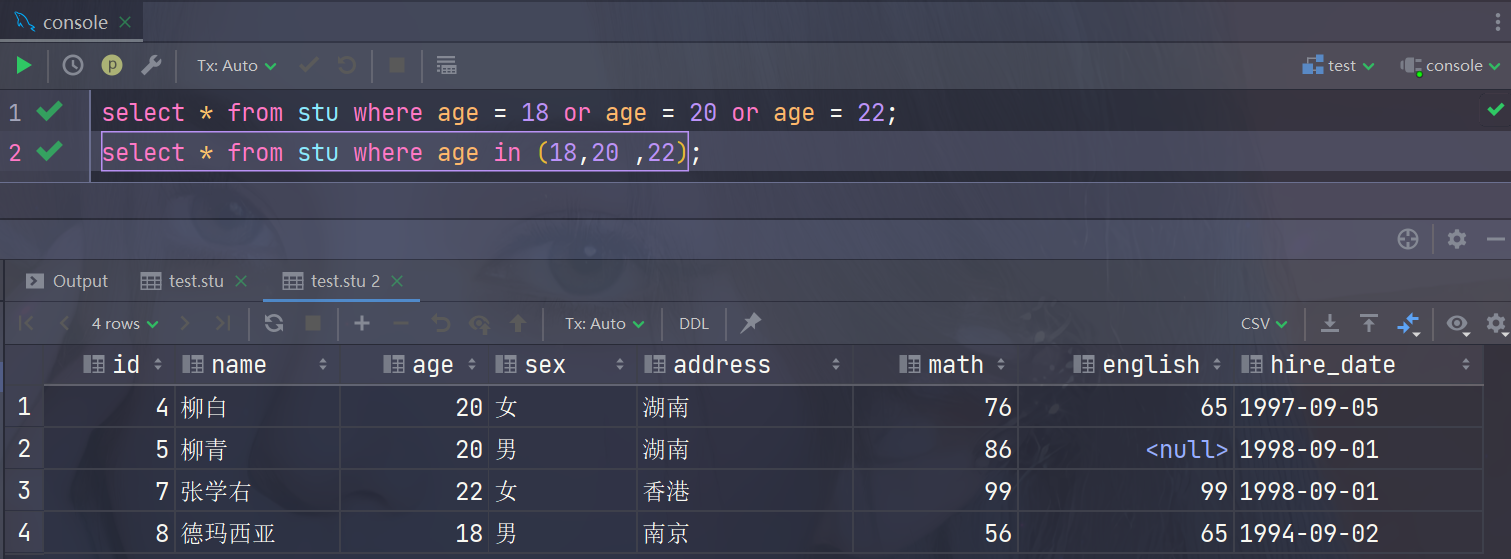 console
Tx: Auto
test
console
1 select * from stu where age = 18 or age = 20 or age = 22;
2 select * from stu where age in (18,20 ,22);
Output
test.stu
test.stu 2
4 rows
Tx: Auto
DDL
CSV
id name age sex address math english hire_date
1 4 柳白 20 女 湖南 76 65 1997-09-05
2 5 柳青 20 男 湖南 86 <null> 1998-09-01
3 7 张学右 22 女 香港 99 99 1998-09-01
4 8 德玛西亚 18 男 南京 56 65 1994-09-02